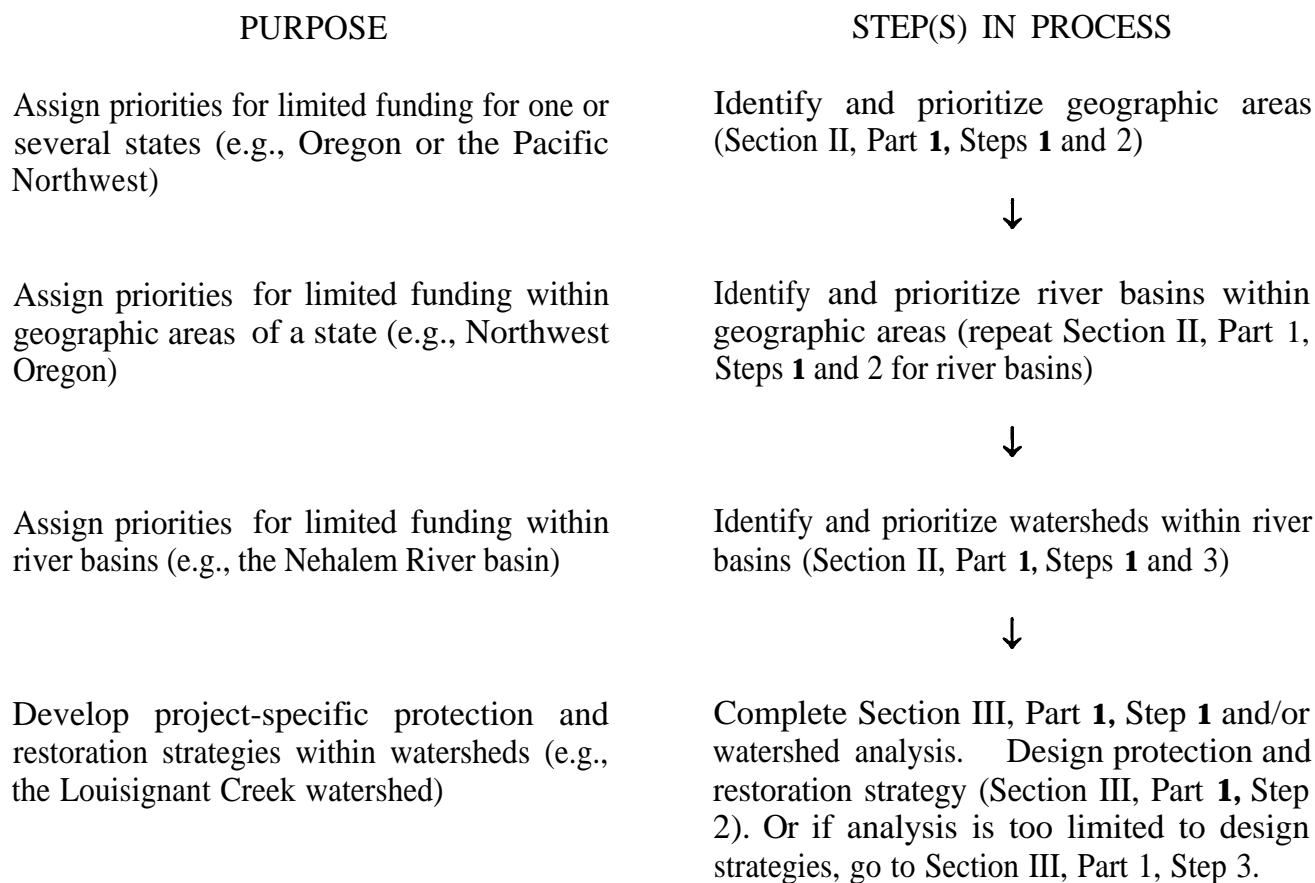 PURPOSE
STEP(S) IN PROCESS
Assign priorities for limited funding for one or
several states (e.g., Oregon or the Pacific
Northwest)
Identify and prioritize geographic areas
(Section II, Part 1, Steps 1 and 2)
↓
Assign priorities for limited funding within
geographic areas of a state (e.g., Northwest
Oregon)
Identify and prioritize river basins within
geographic areas (repeat Section II, Part 1,
Steps 1 and 2 for river basins)
↓
Assign priorities for limited funding within
river basins (e.g., the Nehalem River basin)
Identify and prioritize watersheds within river
basins (Section II, Part 1, Steps 1 and 3)
↓
Develop project-specific protection and
restoration strategies within watersheds (e.g.,
the Louisignant Creek watershed)
Complete Section III, Part 1, Step 1 and/or
watershed analysis. Design protection and
restoration strategy (Section III, Part 1, Step
2). Or if analysis is too limited to design
strategies, go to Section III, Part 1, Step 3.